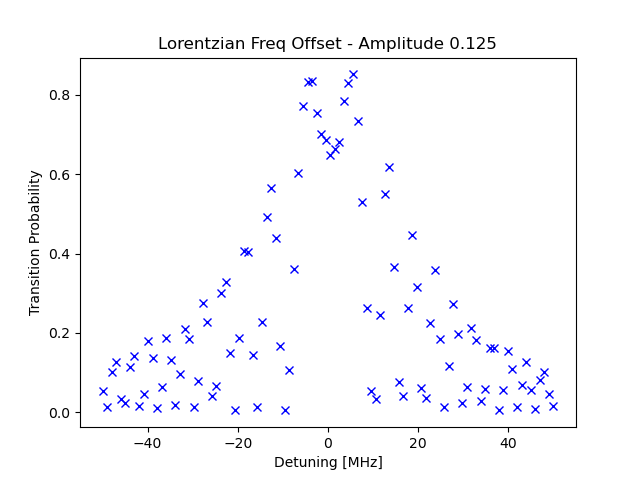 Lorentzian Freq Offset - Amplitude 0.125
Transition Probability
0.8
0.6
0.4
0.2
0.0
−40 −20 0 20 40
Detuning [MHz]